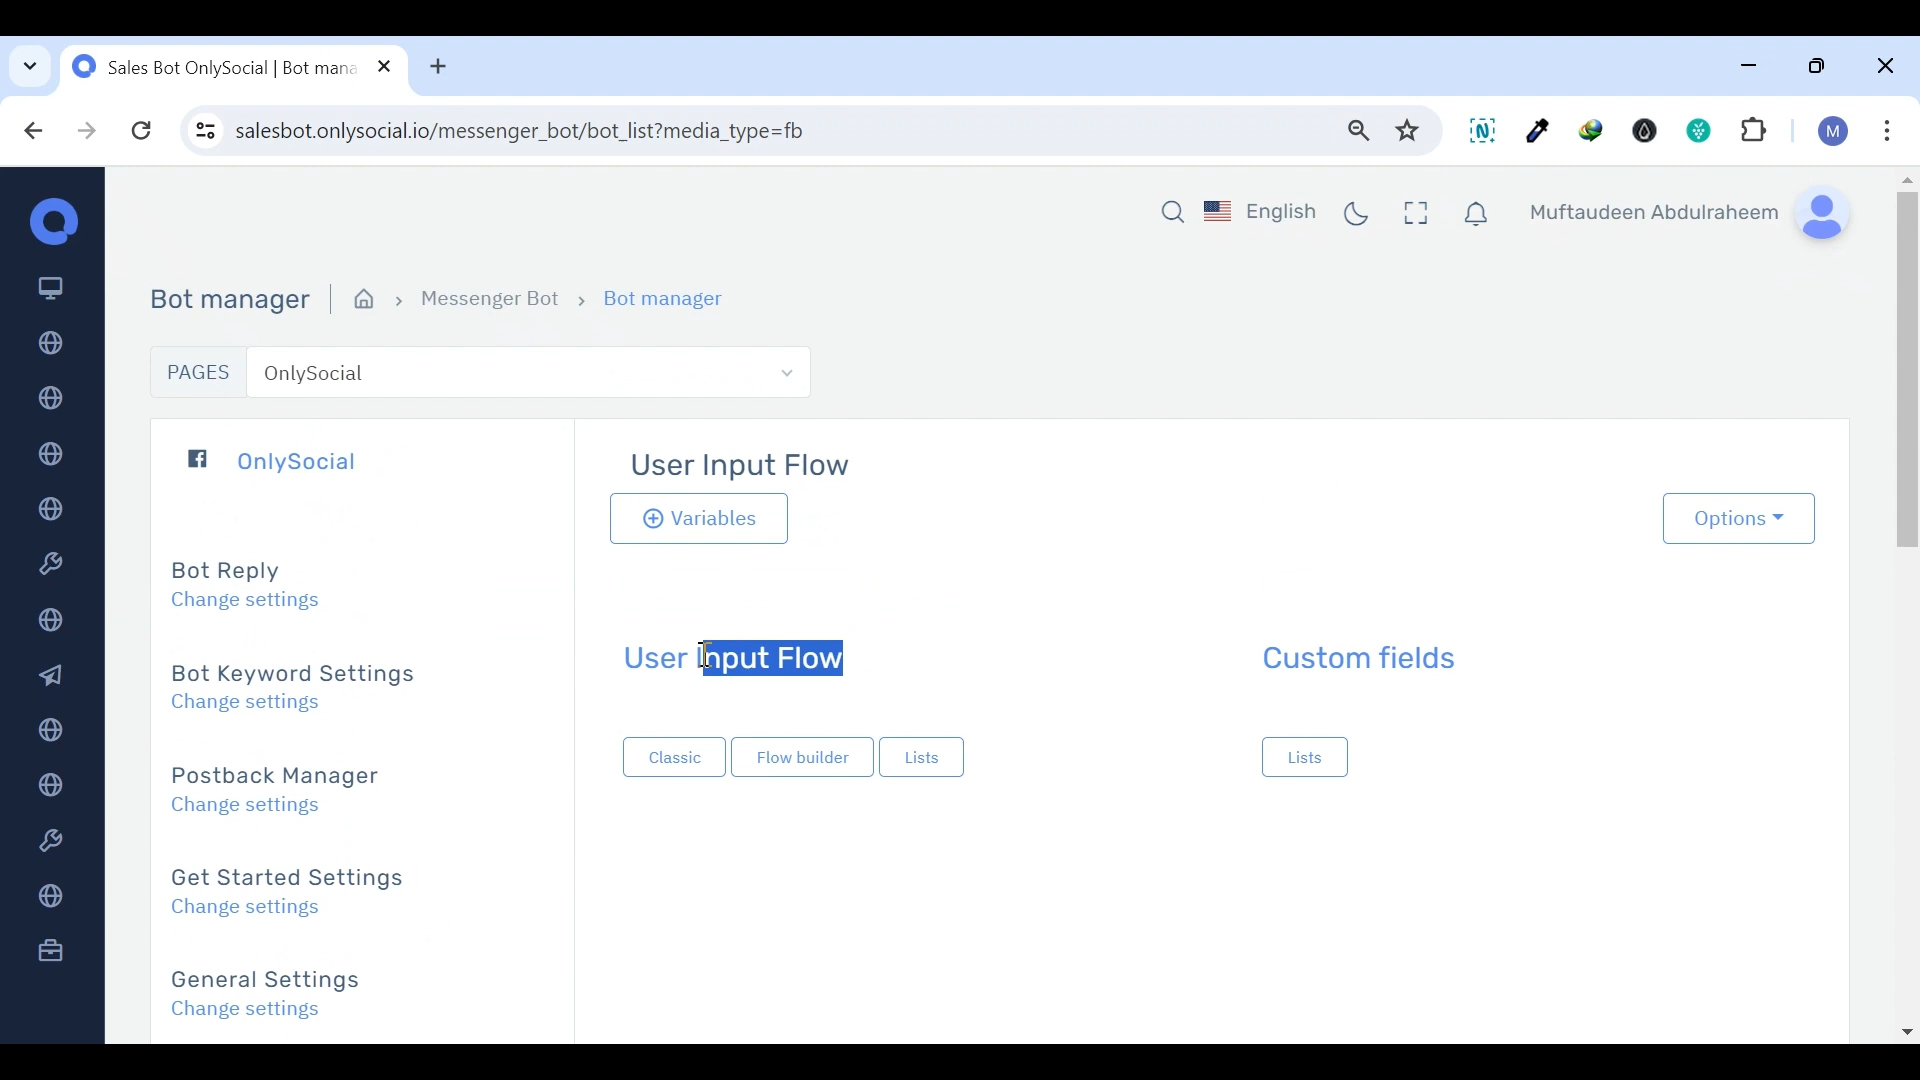 Sales Bot OnlySocial | Bot mana
salesbot.onlysocial.io/messenger_bot/bot_list?media_type=fb
M
English
Muftaudeen Abdulraheem
Bot manager
Messenger Bot
Bot manager
PAGES
OnlySocial
OnlySocial
User Input Flow
Variables
Options
Bot Reply
Change settings
Bot Keyword Settings
Change settings
Postback Manager
Change settings
Get Started Settings
Change settings
General Settings
Change settings
User Input Flow
Custom fields
Classic
Flow builder
Lists
Lists